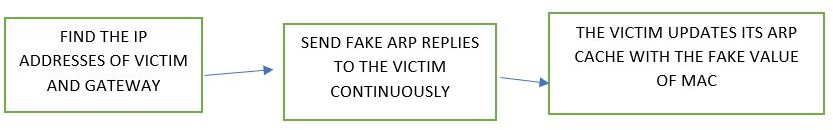 FIND THE IP
ADDRESSES OF VICTIM
AND GATEWAY
SEND FAKE ARP REPLIES
TO THE VICTIM
CONTINUOUSLY
THE VICTIM UPDATES ITS ARP
CACHE WITH THE FAKE VALUE
OF MAC